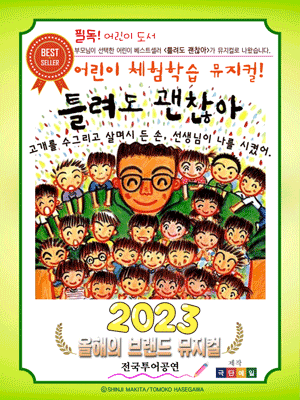 필독! 어린이 도서
BEST
SELLER
부모님이 선택한 어린이 베스트셀러 <틀려도 괜찮아>가 뮤지컬로 나왔습니다.
어린이 체험학습 뮤지컬!
틀려도 괜찮아
고개를 수그리고 살며시 든 손, 선생님이 나를 시켰어.
2023
올해의 브랜드 뮤지컬
전국투어공연
제작
극단예일
©SHINJI MAKITA/TOMOKO HASEGAWA